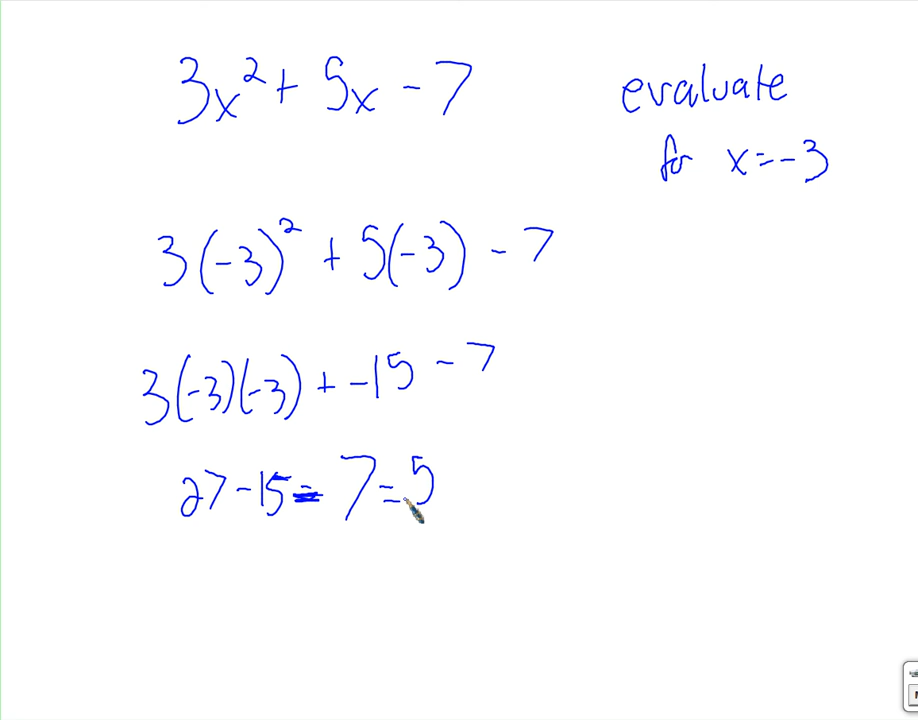 3x² + 5x - 7
evaluate
for x = -3
3(-3)² + 5(-3) - 7
3(-3)(-3) + -15 - 7
27 - 15 - 7 = 5